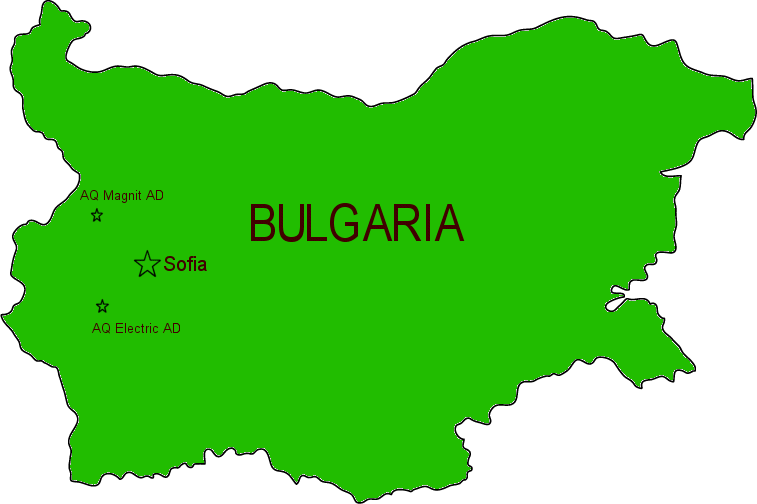 AQ Magnit AD
BULGARIA
Sofia
AQ Electric AD